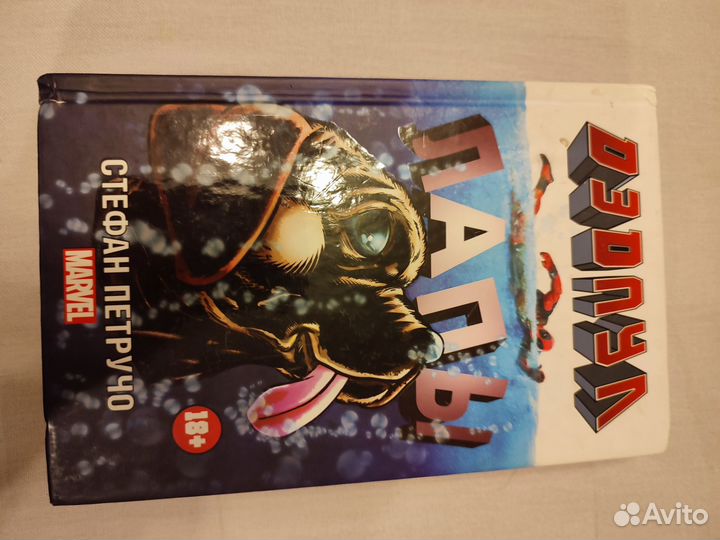 ДЭДПУЛ
ЛАПЫ
18+
СТЕФАН ПЕТРУЧО
MARVEL
Avito